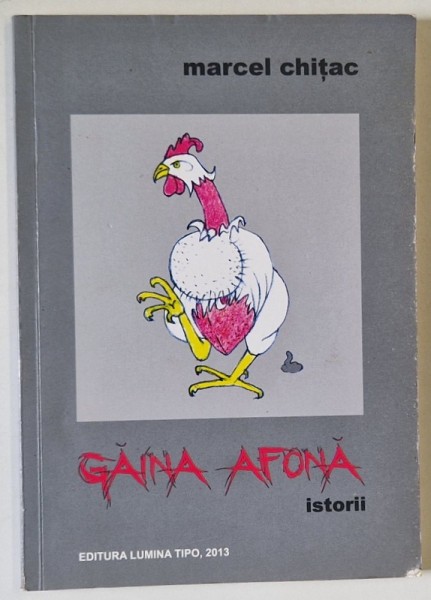 marcel chițac
GĂINA AFONĂ
istorii
EDITURA LUMINA TIPO, 2013